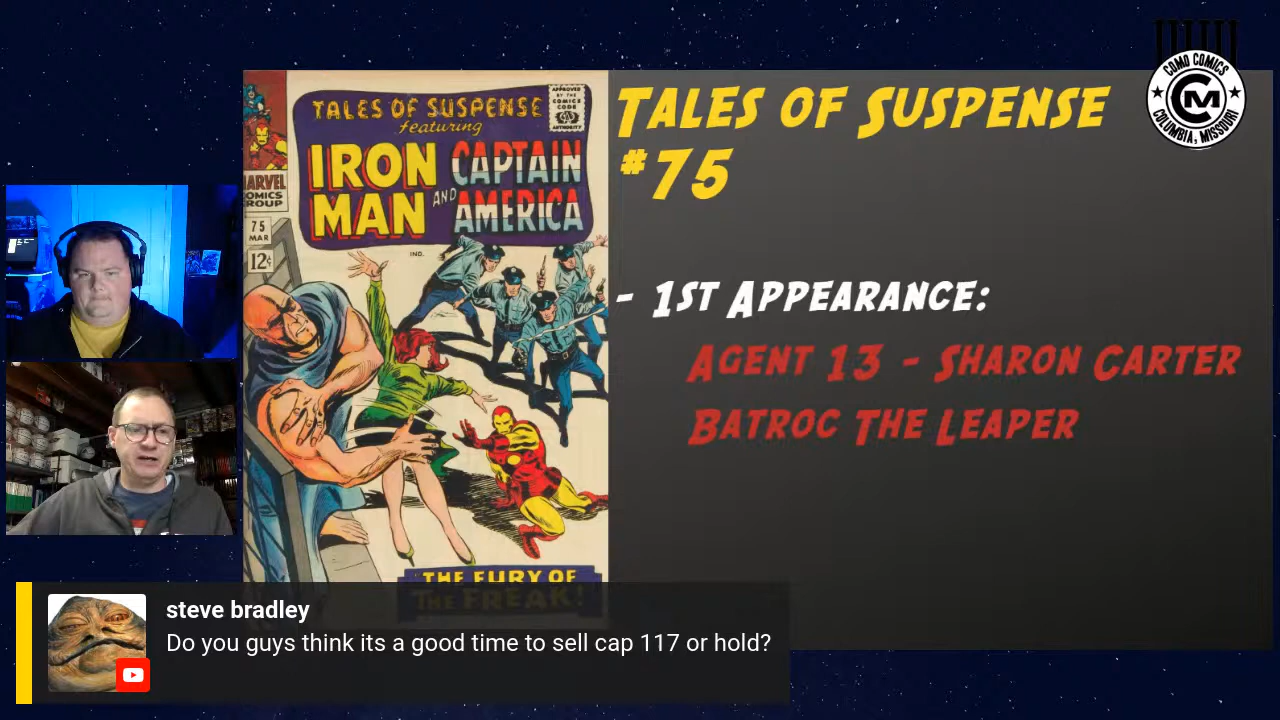 COMO COMICS
CM
COLUMBIA, MISSOURI
TALES OF SUSPENSE
#75
- 1ST APPEARANCE:
AGENT 13 - SHARON CARTER
BATROC THE LEAPER
TALES OF SUSPENSE
featuring
IRON MAN AND CAPTAIN AMERICA
APPROVED
BY THE
COMICS
CODE
AUTHORITY
MARVEL
COMICS
GROUP
75
MAR
12¢
IND.
THE FURY OF
THE FREAK!
steve bradley
Do you guys think its a good time to sell cap 117 or hold?